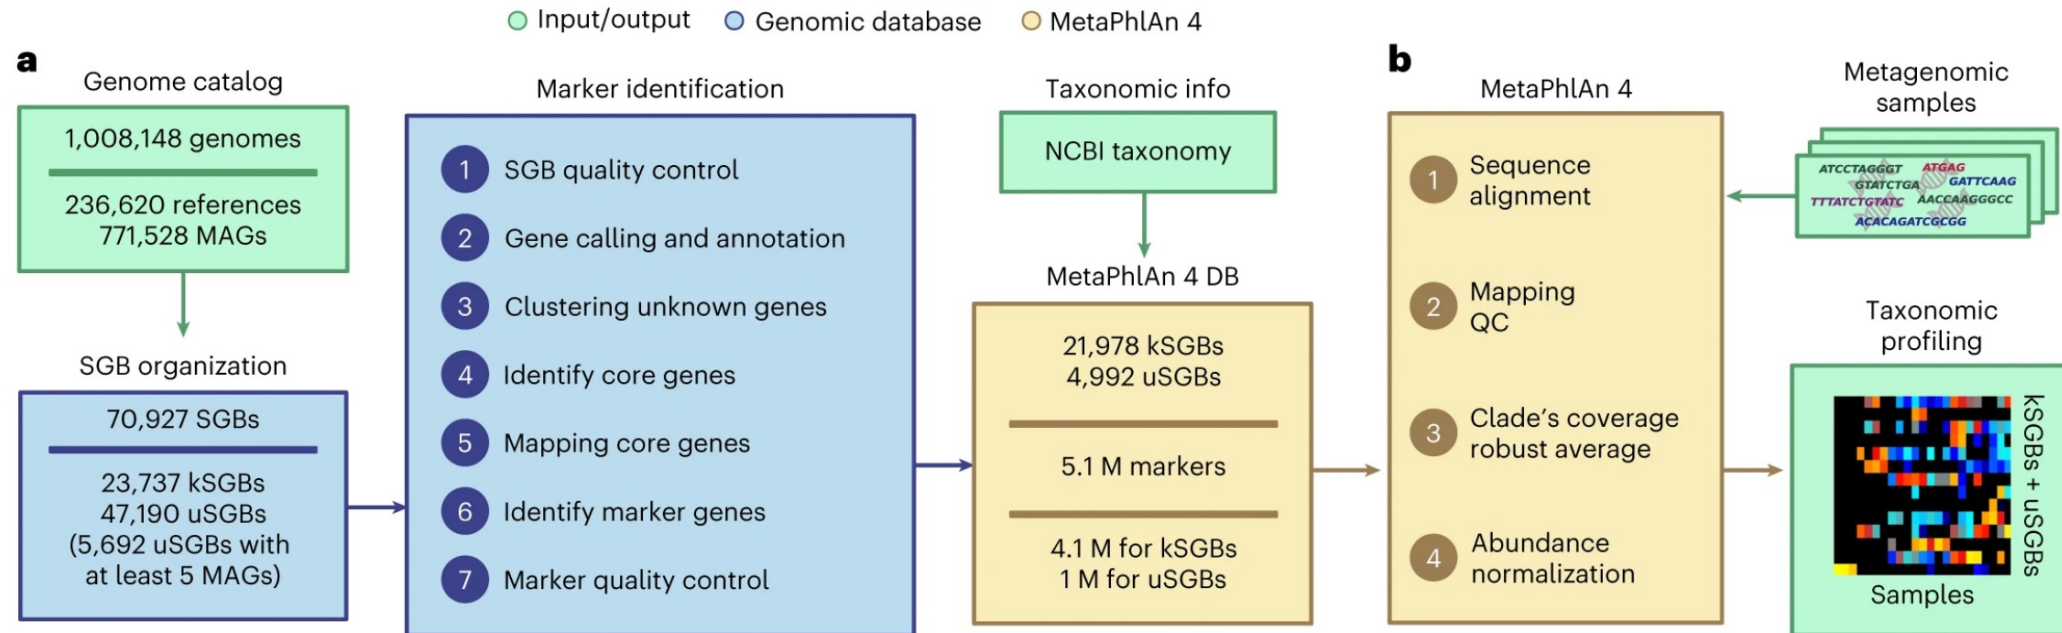 Input/output
Genomic database
MetaPhlAn 4
a
Genome catalog
1,008,148 genomes
236,620 references
771,528 MAGs
SGB organization
70,927 SGBs
23,737 kSGBs
47,190 uSGBs
(5,692 uSGBs with
at least 5 MAGs)
Marker identification
1 SGB quality control
2 Gene calling and annotation
3 Clustering unknown genes
4 Identify core genes
5 Mapping core genes
6 Identify marker genes
7 Marker quality control
Taxonomic info
NCBI taxonomy
MetaPhlAn 4 DB
21,978 kSGBs
4,992 uSGBs
5.1 M markers
4.1 M for kSGBs
1 M for uSGBs
b
MetaPhlAn 4
1 Sequence
alignment
2 Mapping
QC
3 Clade’s coverage
robust average
4 Abundance
normalization
Metagenomic
samples
ATCCTAGGGT
ATGAG
GTATCTGA
GATTCAAG
TTTATCTGTATC
AACCAAGGGCC
ACACAGATCGCGG
Taxonomic
profiling
kSGBs + uSGBs
Samples